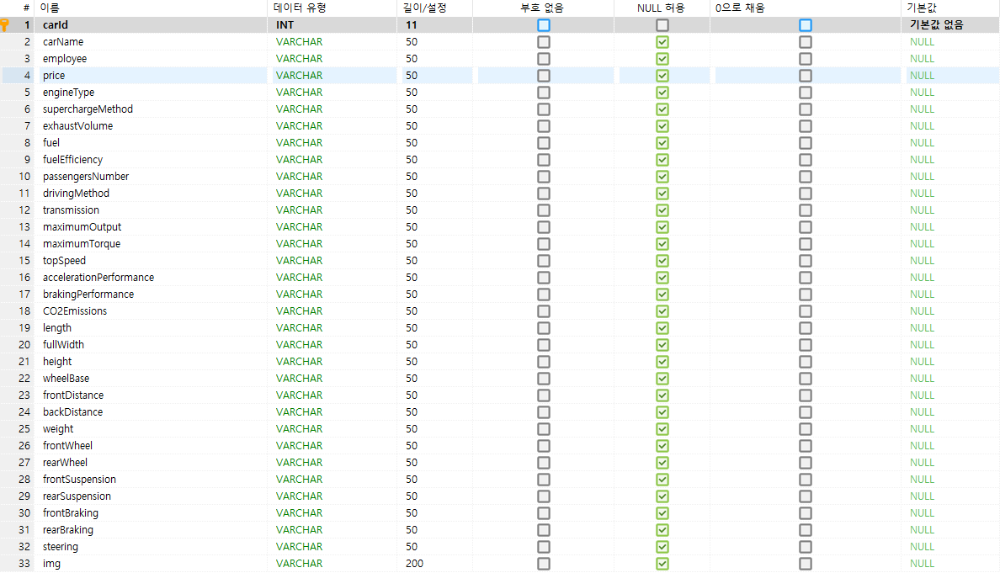 # 이름 데이터 유형 길이/설정 부호 없음 NULL 허용 0으로 채움 기본값
1 carId INT 11 기본값 없음
2 carName VARCHAR 50 NULL
3 employee VARCHAR 50 NULL
4 price VARCHAR 50 NULL
5 engineType VARCHAR 50 NULL
6 superchargeMethod VARCHAR 50 NULL
7 exhaustVolume VARCHAR 50 NULL
8 fuel VARCHAR 50 NULL
9 fuelEfficiency VARCHAR 50 NULL
10 passengersNumber VARCHAR 50 NULL
11 drivingMethod VARCHAR 50 NULL
12 transmission VARCHAR 50 NULL
13 maximumOutput VARCHAR 50 NULL
14 maximumTorque VARCHAR 50 NULL
15 topSpeed VARCHAR 50 NULL
16 accelerationPerformance VARCHAR 50 NULL
17 brakingPerformance VARCHAR 50 NULL
18 CO2Emissions VARCHAR 50 NULL
19 length VARCHAR 50 NULL
20 fullWidth VARCHAR 50 NULL
21 height VARCHAR 50 NULL
22 wheelBase VARCHAR 50 NULL
23 frontDistance VARCHAR 50 NULL
24 backDistance VARCHAR 50 NULL
25 weight VARCHAR 50 NULL
26 frontWheel VARCHAR 50 NULL
27 rearWheel VARCHAR 50 NULL
28 frontSuspension VARCHAR 50 NULL
29 rearSuspension VARCHAR 50 NULL
30 frontBraking VARCHAR 50 NULL
31 rearBraking VARCHAR 50 NULL
32 steering VARCHAR 50 NULL
33 img VARCHAR 200 NULL